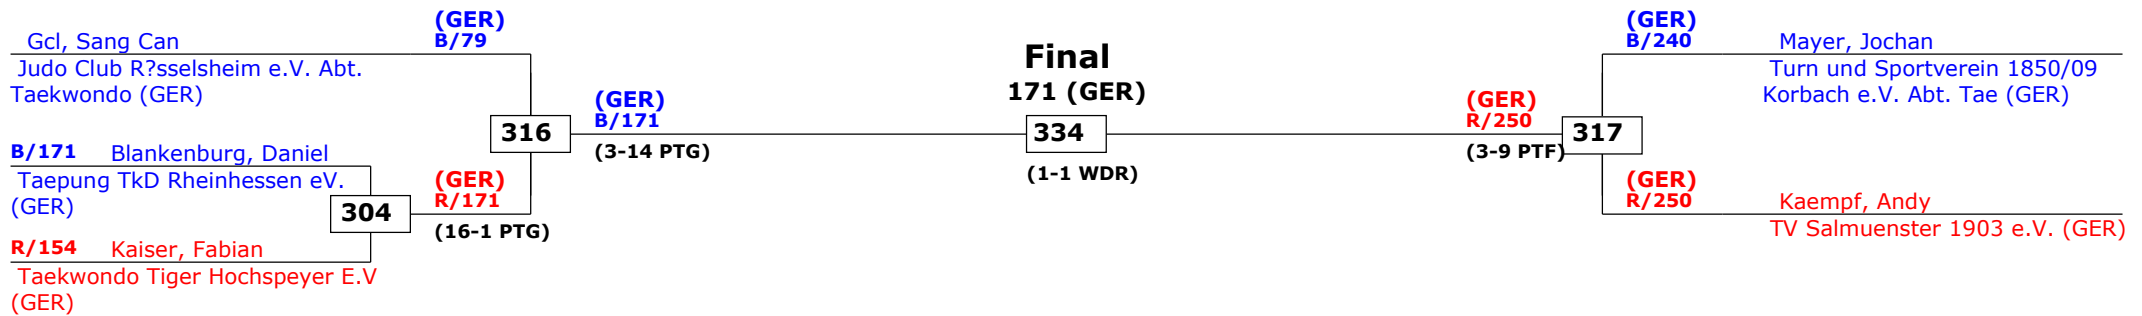 (GER)
B/79
Gcl, Sang Can
Judo Club R?sselsheim e.V. Abt.
Taekwondo (GER)
B/171 Blankenburg, Daniel
Taepung TkD Rheinhessen eV.
(GER)
304
R/154 Kaiser, Fabian
Taekwondo Tiger Hochspeyer E.V
(GER)
(GER)
R/171
(16-1 PTG)
316
(GER)
B/171
(3-14 PTG)
Final
171 (GER)
334
(1-1 WDR)
(GER)
R/250
(3-9 PTF)
317
(GER)
B/240
Mayer, Jochan
Turn und Sportverein 1850/09
Korbach e.V. Abt. Tae (GER)
(GER)
R/250
Kaempf, Andy
TV Salmuenster 1903 e.V. (GER)